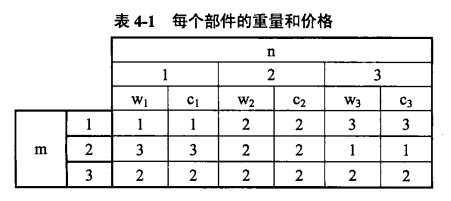 表 4-1 每个部件的重量和价格
n
1 2 3
w₁ c₁ w₂ c₂ w₃ c₃
1 1 1 2 2 3 3
m 2 3 3 2 2 1 1
3 2 2 2 2 2 2